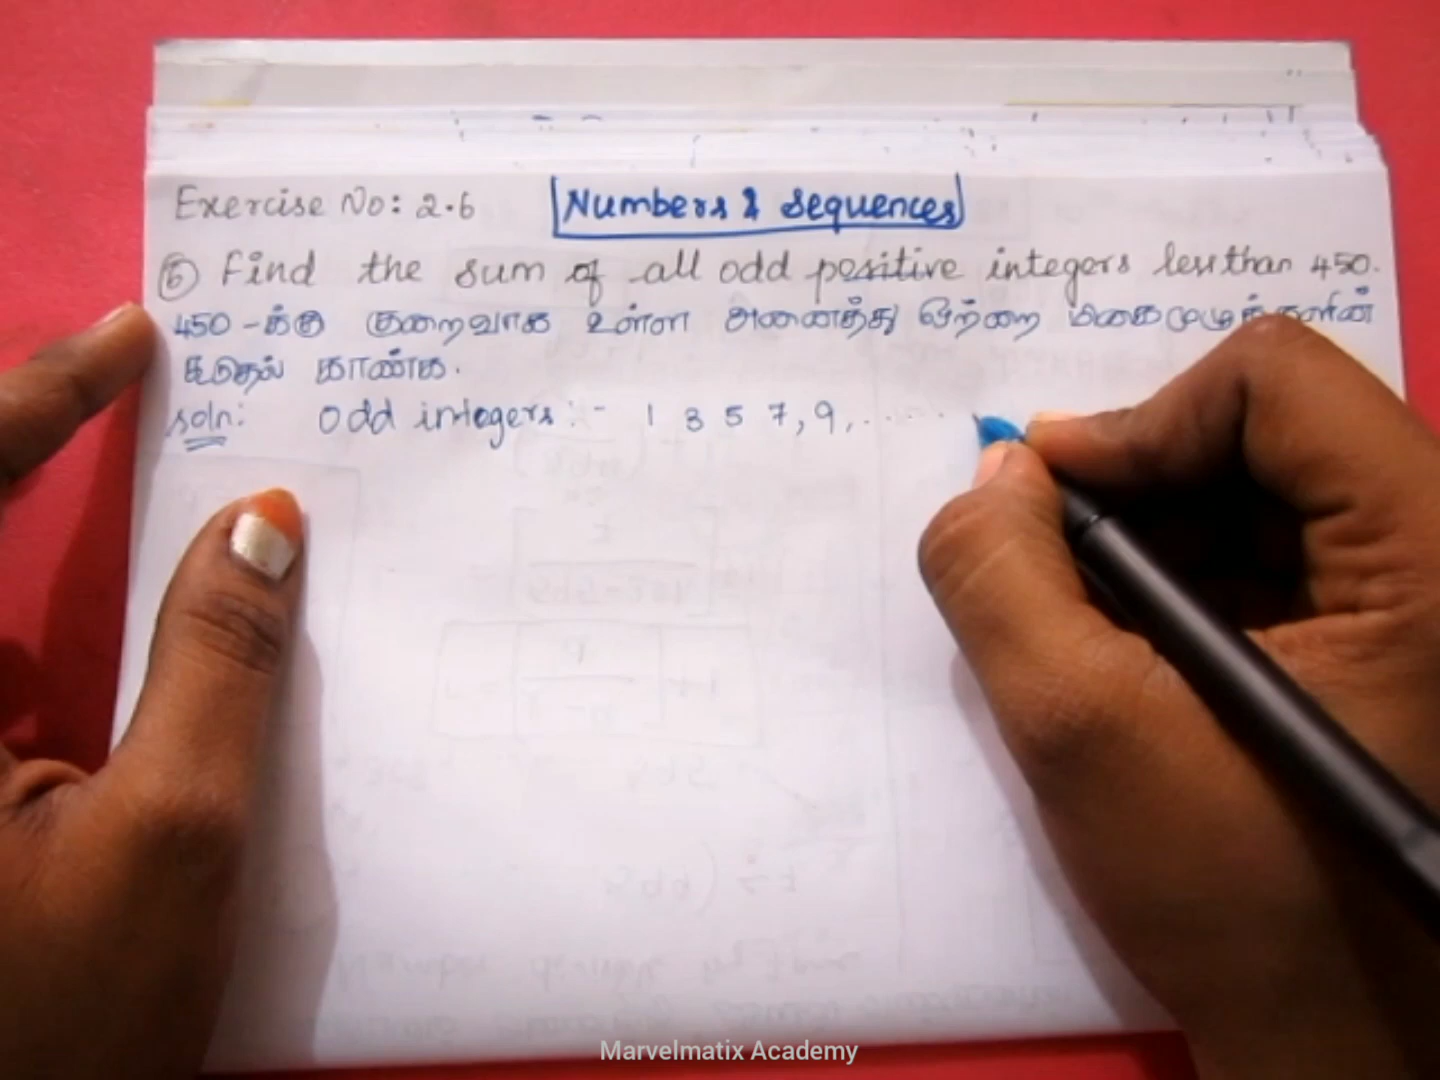 Exercise No: 2.6 Numbers & Sequences
⑥ Find the sum of all odd positive integers less than 450.
450-க்கு குறைவாக உள்ள அனைத்து ஒற்றை மிகை முழுக்களின்
கூடுதல் காண்க.
soln: Odd integers:- 1 3 5 7, 9, . . . . .
Marvelmatix Academy